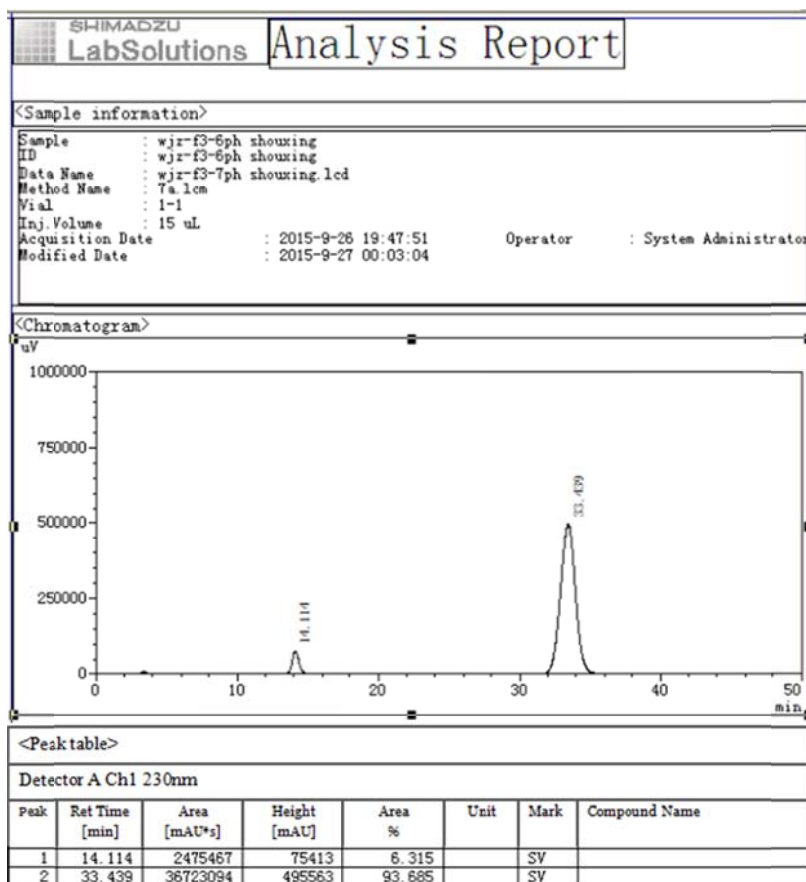 SHIMADZU
LabSolutions Analysis Report
<Sample information>
Sample : wjz-f3-6ph shouxing
ID : wjz-f3-6ph shouxing
Data Name : wjz-f3-7ph shouxing.lcd
Method Name : 7a.lcm
Vial : 1-1
Inj.Volume : 15 uL
Acquisition Date : 2015-9-26 19:47:51 Operator : System Administrator
Modified Date : 2015-9-27 00:03:04
<Chromatogram>
uV
1000000
750000
33.439
500000
250000
14.114
0
0 10 20 30 40 50
min
<Peak table>
Detector A Ch1 230nm
Peak Ret Time Area Height Area Unit Mark Compound Name
[min] [mAU*s] [mAU] %
1 14.114 2475467 75413 6.315 SV
2 33.439 36723094 495563 93.685 SV